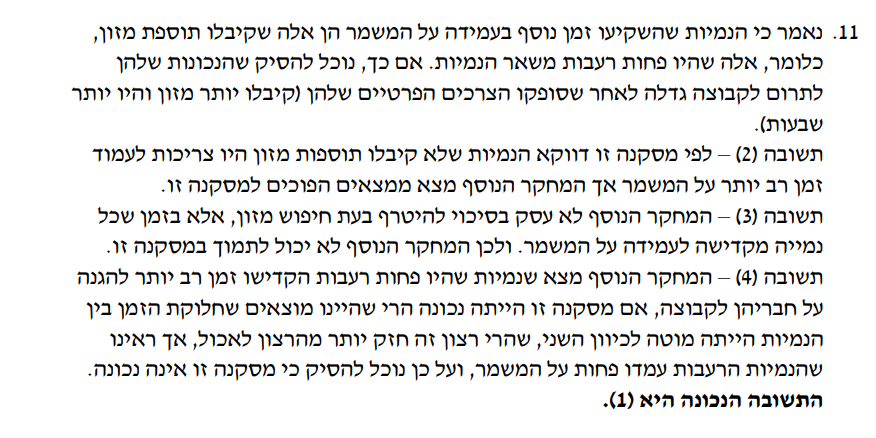 11. נאמר כי הנמיות שהשקיעו זמן נוסף בעמידה על המשמר הן אלה שקיבלו תוספת מזון,
כלומר, אלה שהיו פחות רעבות משאר הנמיות. אם כך, נוכל להסיק שהנכונות שלהן
לתרום לקבוצה גדלה לאחר שסופקו הצרכים הפרטיים שלהן (קיבלו יותר מזון והיו יותר
שבעות).
תשובה (2) – לפי מסקנה זו דווקא הנמיות שלא קיבלו תוספות מזון היו צריכות לעמוד
זמן רב יותר על המשמר אך המחקר הנוסף מצא ממצאים הפוכים למסקנה זו.
תשובה (3) – המחקר הנוסף לא עסק בסיכוי להיטרף בעת חיפוש מזון, אלא בזמן שכל
נמייה מקדישה לעמידה על המשמר. ולכן המחקר הנוסף לא יכול לתמוך במסקנה זו.
תשובה (4) – המחקר הנוסף מצא שנמיות שהיו פחות רעבות הקדישו זמן רב יותר להגנה
על חבריהן לקבוצה, אם מסקנה זו הייתה נכונה הרי שהיינו מוצאים שחלוקת הזמן בין
הנמיות הייתה מוטה לכיוון השני, שהרי רצון זה חזק יותר מהרצון לאכול, אך ראינו
שהנמיות הרעבות עמדו פחות על המשמר, ועל כן נוכל להסיק כי מסקנה זו אינה נכונה.
התשובה הנכונה היא (1).